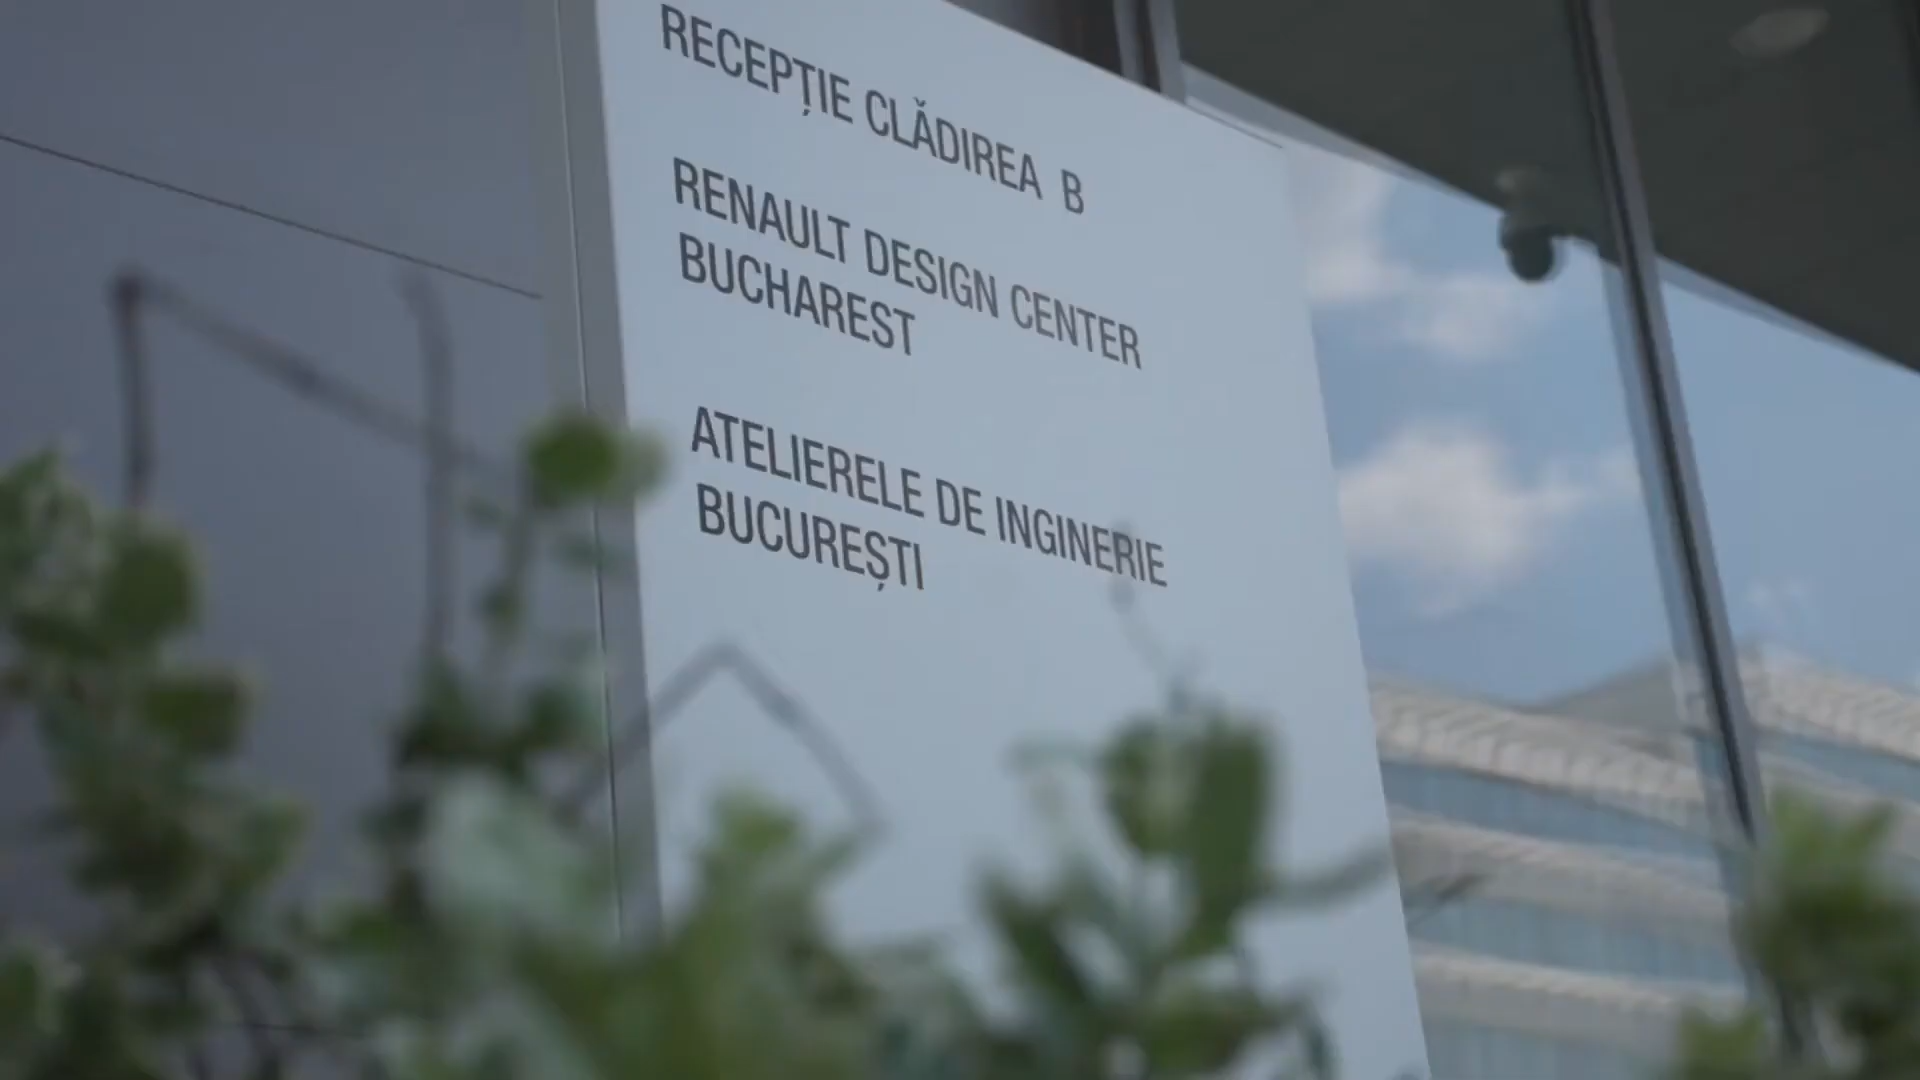 RECEPȚIE CLĂDIREA B
RENAULT DESIGN CENTER
BUCHAREST
ATELIERELE DE INGINERIE
BUCUREȘTI